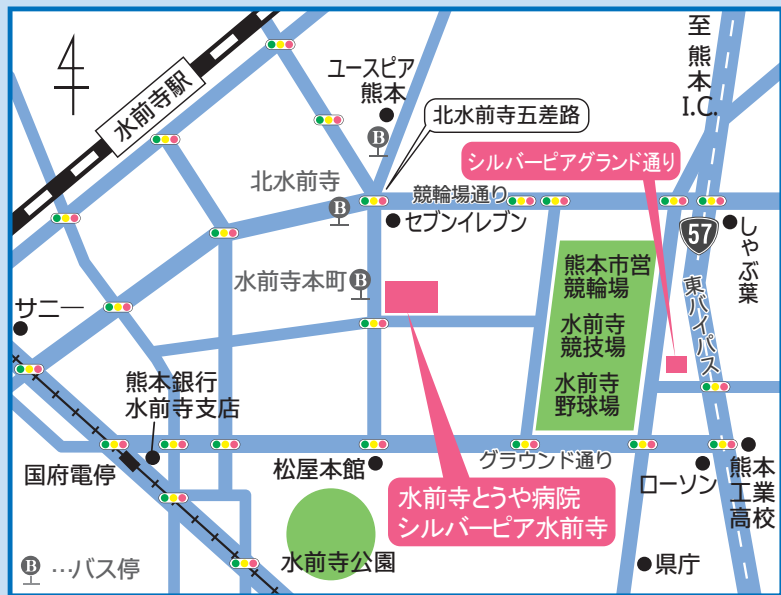 至
熊本
I.C.
ユースピア
熊本
水前寺駅
B
北水前寺五差路
シルバーピアグランド通り
北水前寺
B
競輪場通り
セブンイレブン
57
しゃぶ葉
水前寺本町
B
熊本市営
競輪場
水前寺
競技場
水前寺
野球場
東バイパス
サニー
熊本銀行
水前寺支店
国府電停
松屋本館
グラウンド通り
ローソン
熊本
工業
高校
水前寺とうや病院
シルバーピア水前寺
水前寺公園
県庁
B …バス停